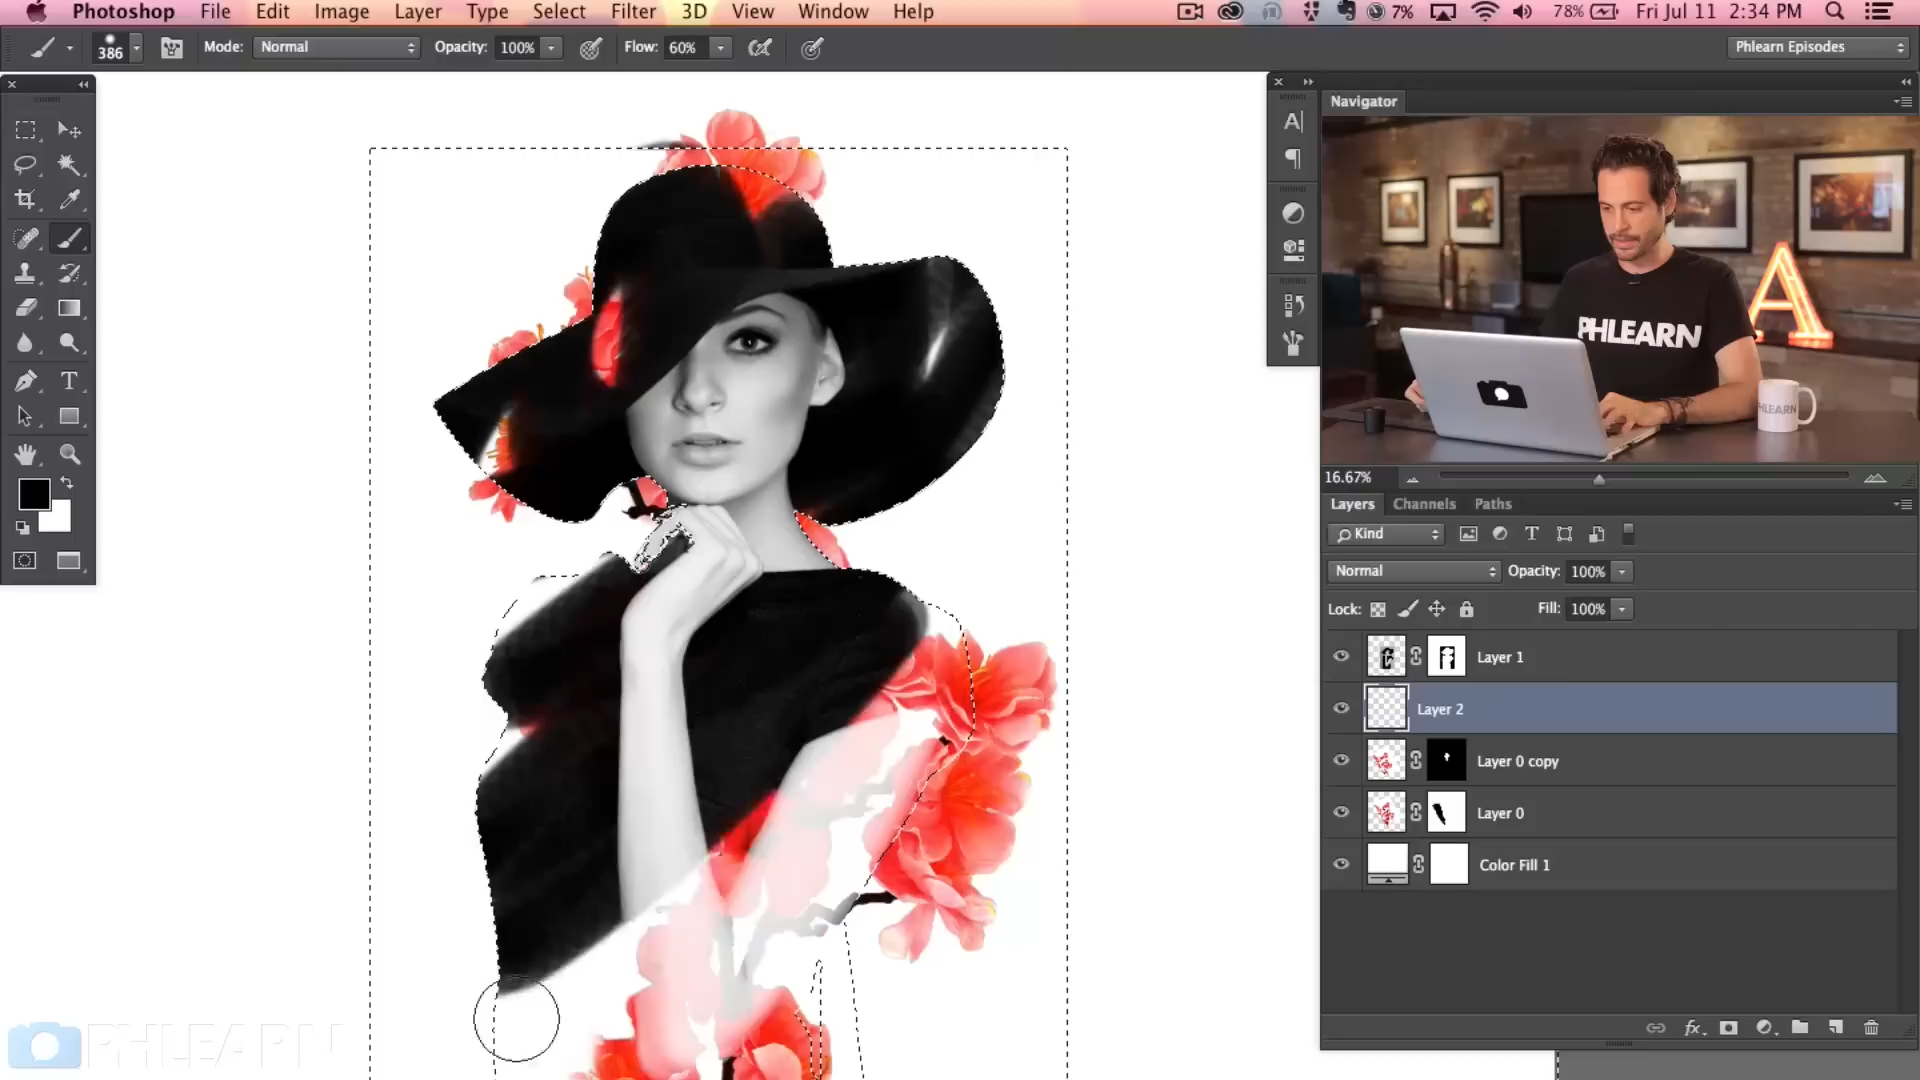 Photoshop File Edit Image Layer Type Select Filter 3D View Window Help 7% 78% Fri Jul 11 2:34 PM
386 Mode: Normal Opacity: 100% Flow: 60% Phlearn Episodes
Navigator
PHLEARN
PHLEARN
A
16.67%
Layers Channels Paths
Kind
Normal Opacity: 100%
Lock: Fill: 100%
Layer 1
Layer 2
Layer 0 copy
Layer 0
Color Fill 1
fx
PHLEARN